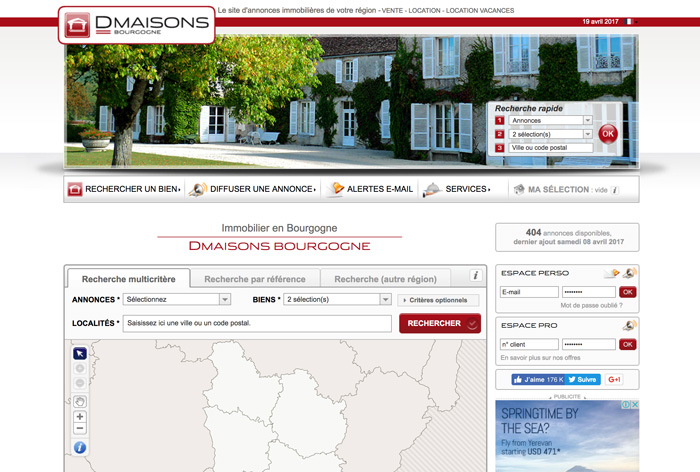 DMAISONS
BOURGOGNE
Le site d'annonces immobilières de votre région - VENTE - LOCATION - LOCATION VACANCES
19 avril 2017
Recherche rapide
1 Annonces
2 2 sélection(s)
3 Ville ou code postal
OK
RECHERCHER UN BIEN
DIFFUSER UNE ANNONCE
ALERTES E-MAIL
SERVICES
MA SÉLECTION : vide i
Immobilier en Bourgogne
DMAISONS BOURGOGNE
404 annonces disponibles,
dernier ajout samedi 08 avril 2017
Recherche multicritère
Recherche par référence
Recherche (autre région)
i
ANNONCES * Sélectionnez
BIENS * 2 sélection(s)
Critères optionnels
LOCALITÉS * Saisissez ici une ville ou un code postal.
RECHERCHER
ESPACE PERSO
E-mail
••••••••
OK
Mot de passe oublié ?
ESPACE PRO
n° client
••••••••
OK
En savoir plus sur nos offres
J'aime 176 K
Suivre
G+1
PUBLICITÉ
SPRINGTIME BY
THE SEA?
Fly from Yerevan
starting USD 471*
+
−
i